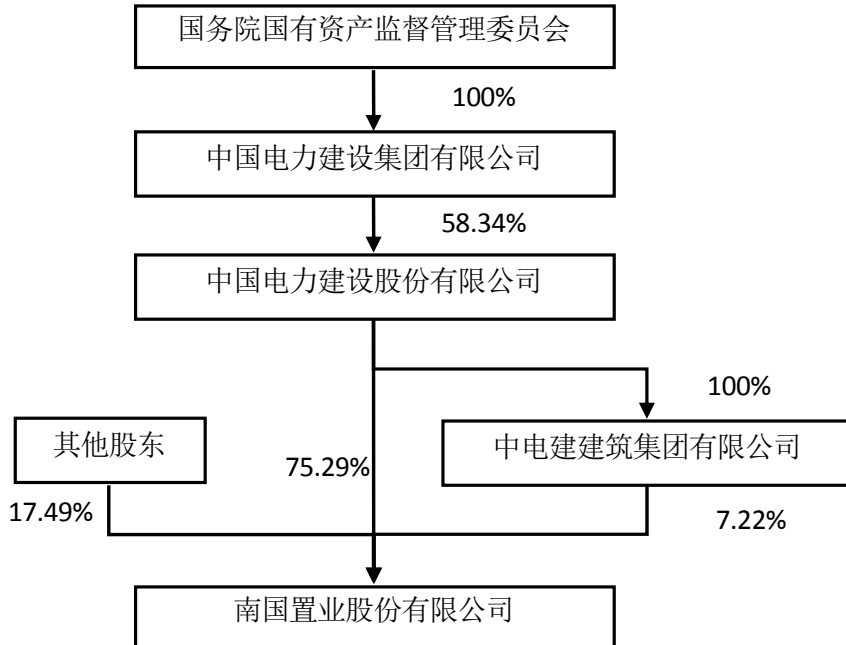 国务院国有资产监督管理委员会
100%
中国电力建设集团有限公司
58.34%
中国电力建设股份有限公司
100%
其他股东
75.29%
中电建建筑集团有限公司
17.49%
7.22%
南国置业股份有限公司